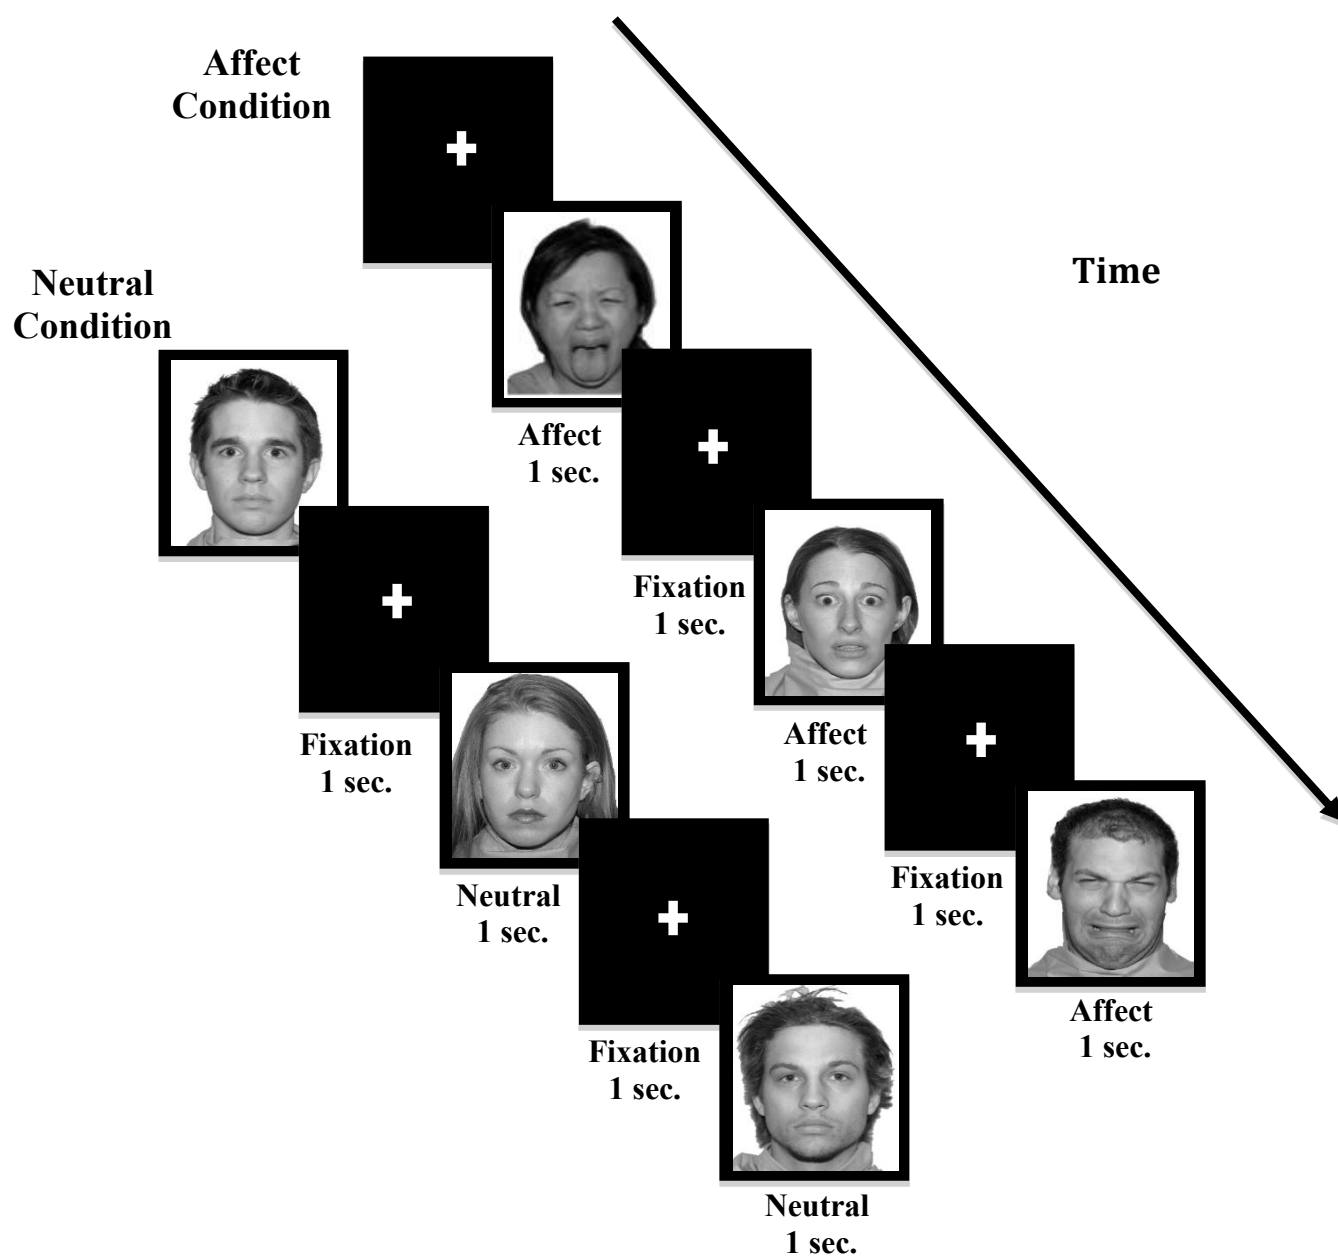 Affect
Condition
Time
Neutral
Condition
Affect
1 sec.
Fixation
1 sec.
Affect
1 sec.
Fixation
1 sec.
Neutral
1 sec.
Fixation
1 sec.
Affect
1 sec.
Fixation
1 sec.
Neutral
1 sec.